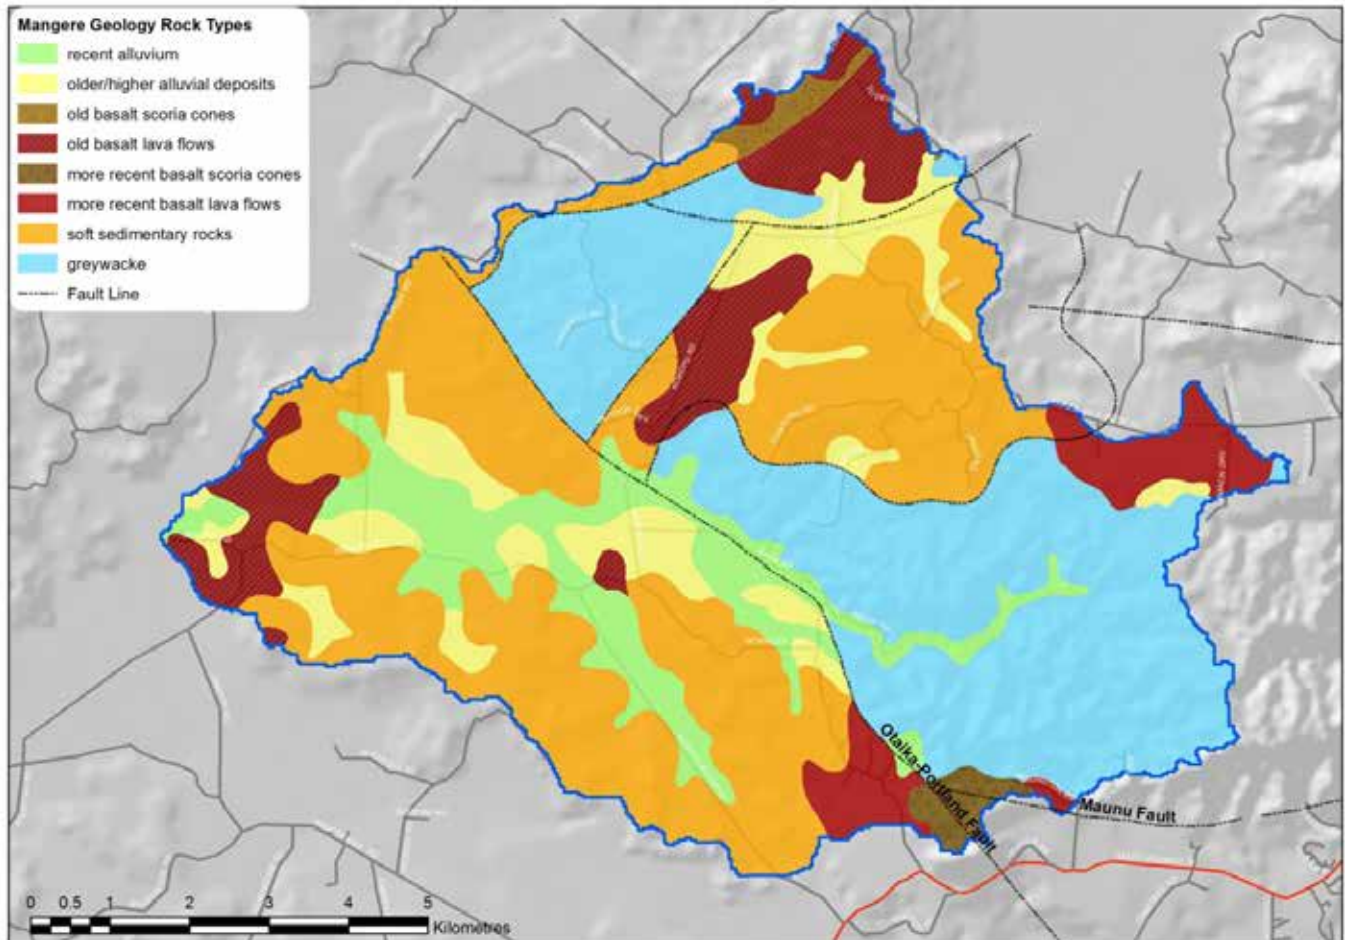 Mangere Geology Rock Types
recent alluvium
older/higher alluvial deposits
old basalt scoria cones
old basalt lava flows
more recent basalt scoria cones
more recent basalt lava flows
soft sedimentary rocks
greywacke
Fault Line
Otaika-Portland Fault
Maunu Fault
0 0.5 1 2 3 4 5
Kilometres